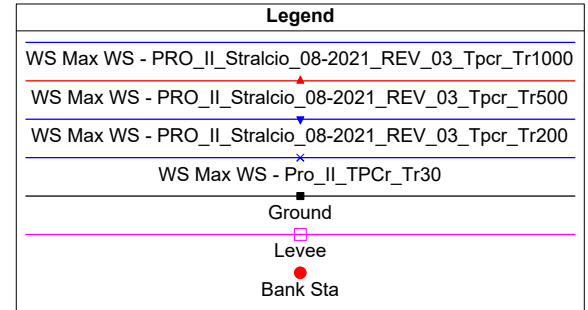 Legend
WS Max WS - PRO_II_Stralcio_08-2021_REV_03_Tpcr_Tr1000
WS Max WS - PRO_II_Stralcio_08-2021_REV_03_Tpcr_Tr500
WS Max WS - PRO_II_Stralcio_08-2021_REV_03_Tpcr_Tr200
WS Max WS - Pro_II_TPCr_Tr30
Ground
Levee
Bank Sta